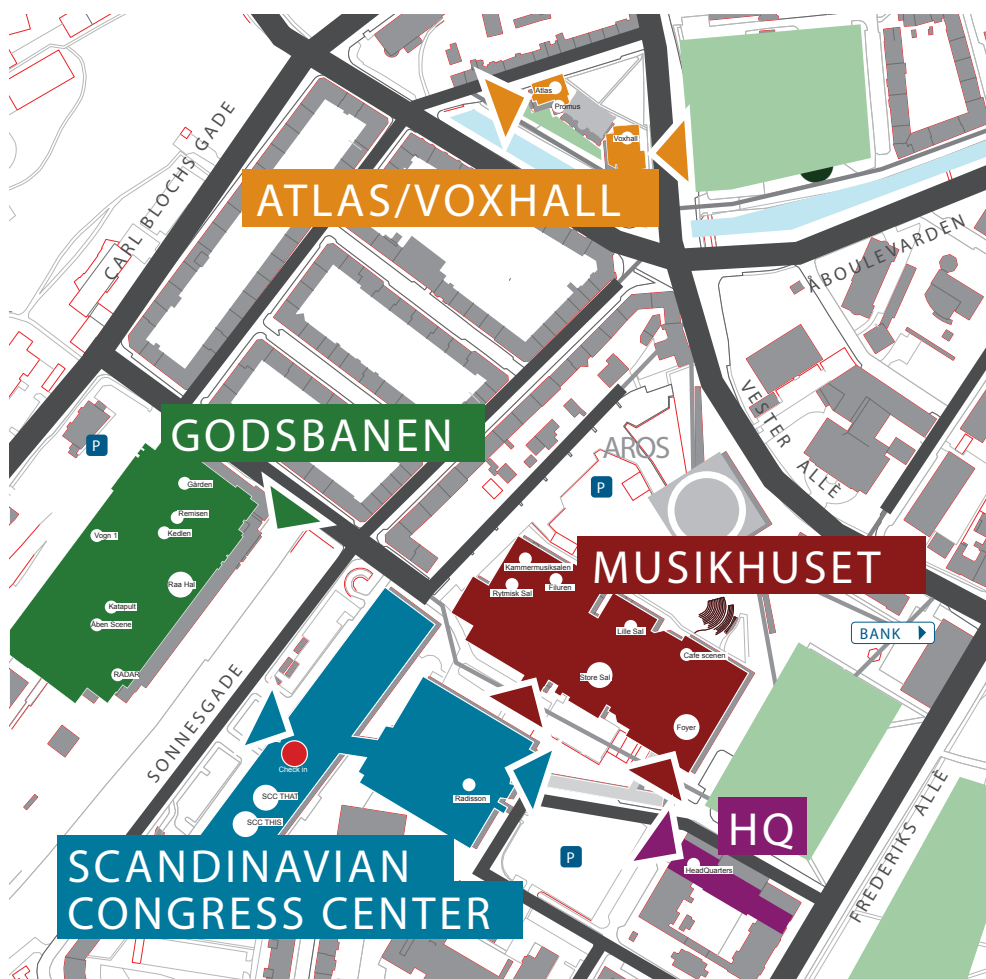 Atlas
Promus
Voxhall
CARL BLOCHS GADE
ATLAS/VOXHALL
ÅBOULEVARDEN
VESTER ALLÈ
GODSBANEN
AROS
P
P
Gården
Remisen
Vogn 1
Kedlen
Raa Hal
Katapult
Åben Scene
RADAR
MUSIKHUSET
Kammermusiksalen
Rytmisk Sal
Filuren
Lille Sal
BANK
Cafe scenen
Store Sal
Foyer
SONNESGADE
Check in
SCC THAT
SCC THIS
Radisson
HQ
P
HeadQuarters
FREDERIKS ALLÈ
SCANDINAVIAN
CONGRESS CENTER